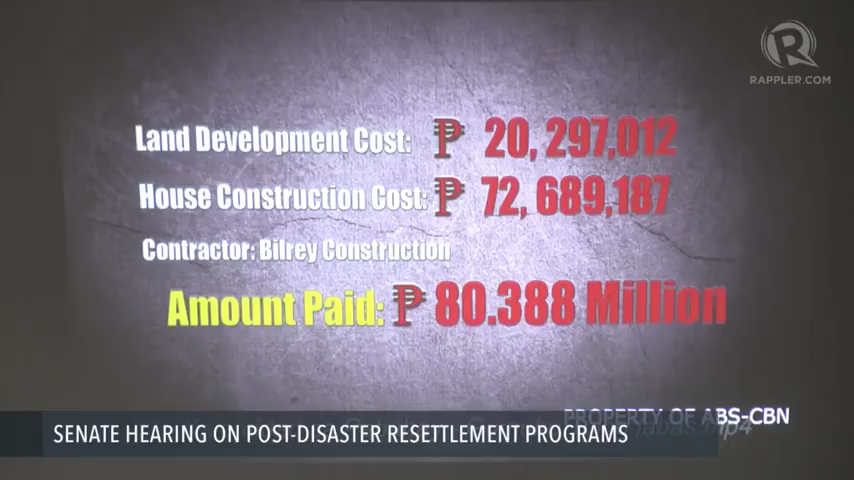 RAPPLER.COM
Land Development Cost: ₱ 20, 297,012
House Construction Cost: ₱ 72, 689,187
Contractor: Bilrey Construction
Amount Paid: ₱ 80.388 Million
PROPERTY OF ABS-CBN
SENATE HEARING ON POST-DISASTER RESETTLEMENT PROGRAMS